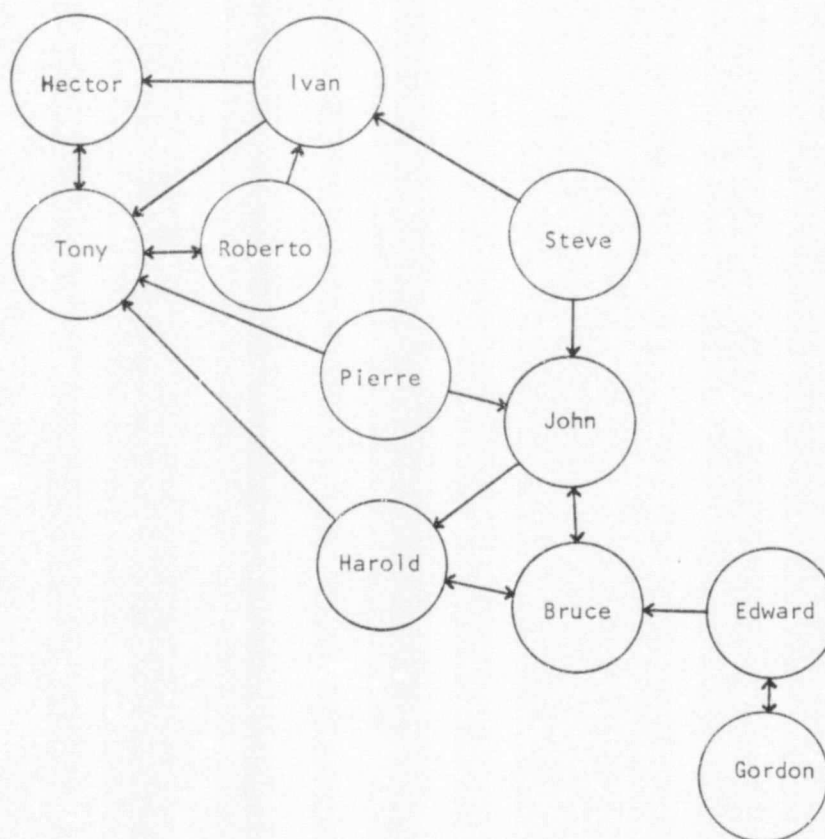 Hector
Ivan
Tony
Roberto
Steve
Pierre
John
Harold
Bruce
Edward
Gordon